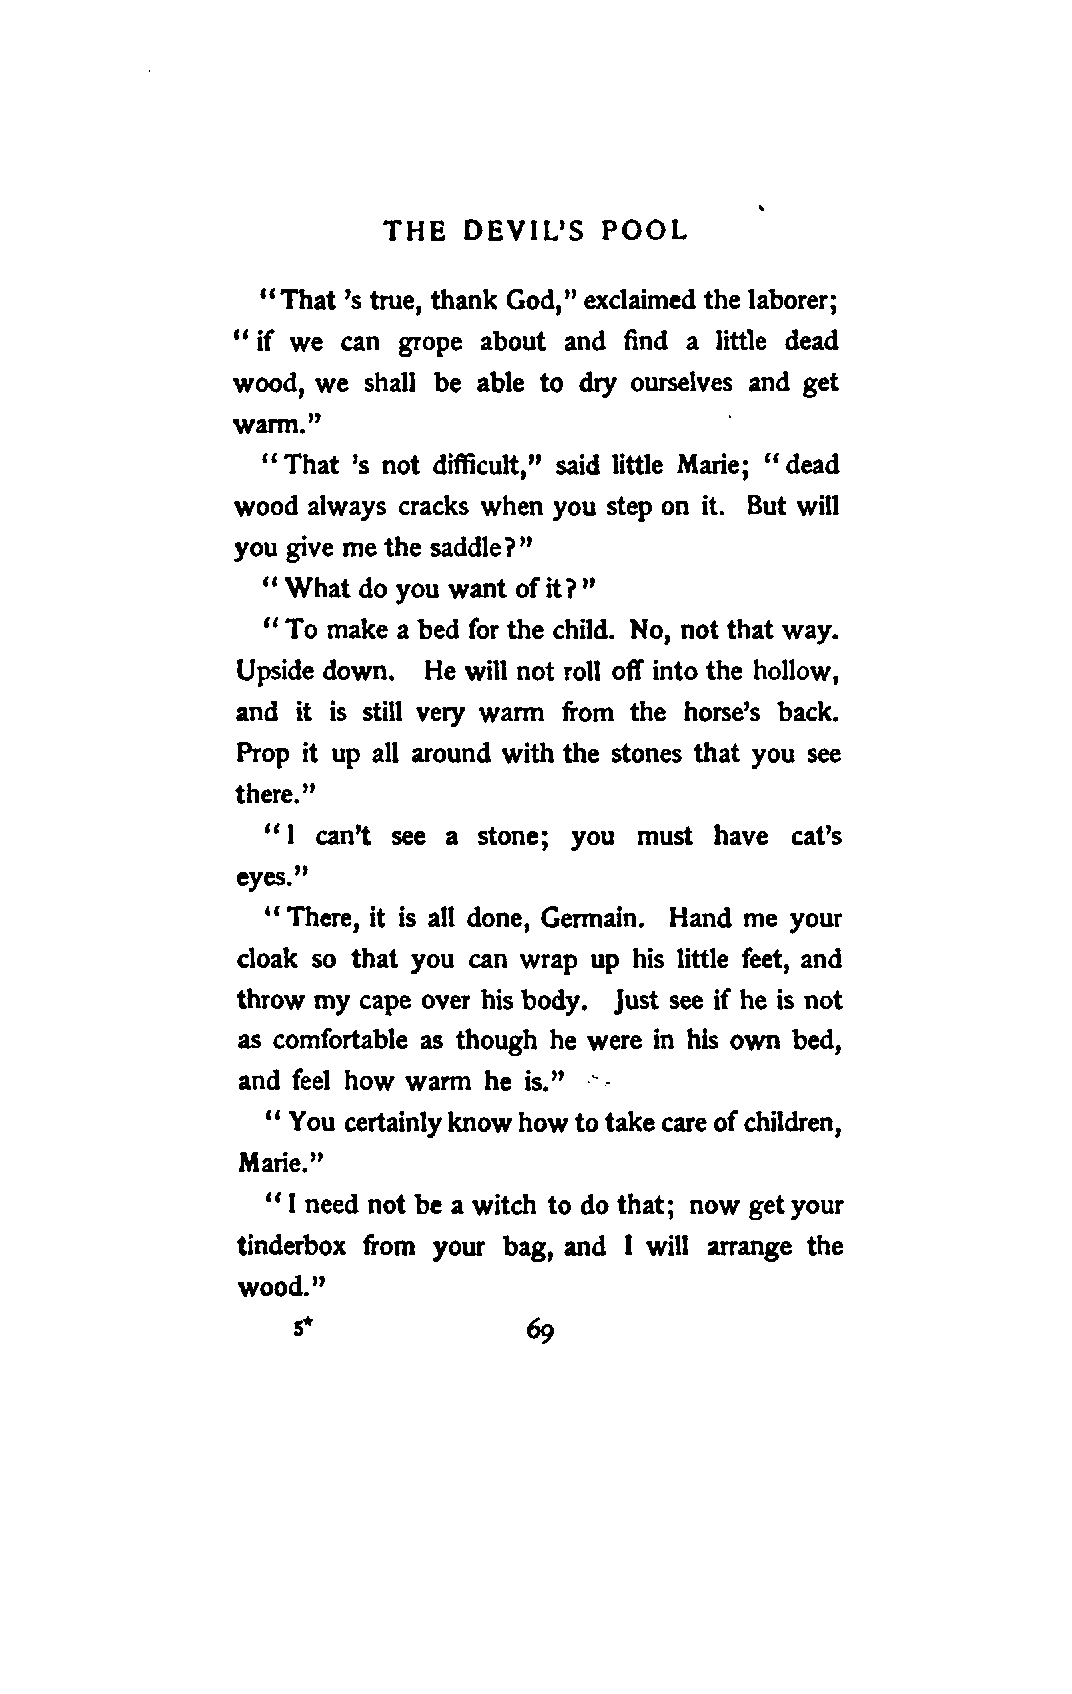 THE DEVIL'S POOL
"That 's true, thank God," exclaimed the laborer;
"if we can grope about and find a little dead
wood, we shall be able to dry ourselves and get
warm."
"That 's not difficult," said little Marie; "dead
wood always cracks when you step on it. But will
you give me the saddle?"
"What do you want of it?"
"To make a bed for the child. No, not that way.
Upside down. He will not roll off into the hollow,
and it is still very warm from the horse's back.
Prop it up all around with the stones that you see
there."
"I can't see a stone; you must have cat's
eyes."
"There, it is all done, Germain. Hand me your
cloak so that you can wrap up his little feet, and
throw my cape over his body. Just see if he is not
as comfortable as though he were in his own bed,
and feel how warm he is."
"You certainly know how to take care of children,
Marie."
"I need not be a witch to do that; now get your
tinderbox from your bag, and I will arrange the
wood."
5* 69